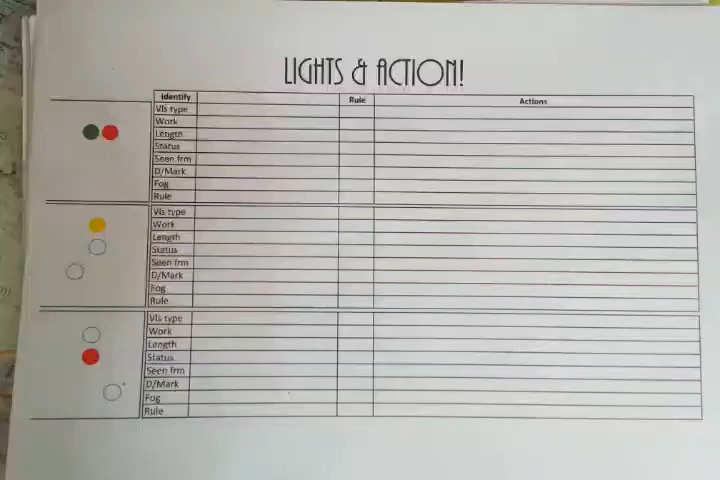 LIGHTS & ACTION!
Identify Rule Actions
Vls type
Work
Length
Status
Seen frm
D/Mark
Fog
Rule
Vls type
Work
Length
Status
Seen frm
D/Mark
Fog
Rule
Vls type
Work
Length
Status
Seen frm
D/Mark
Fog
Rule